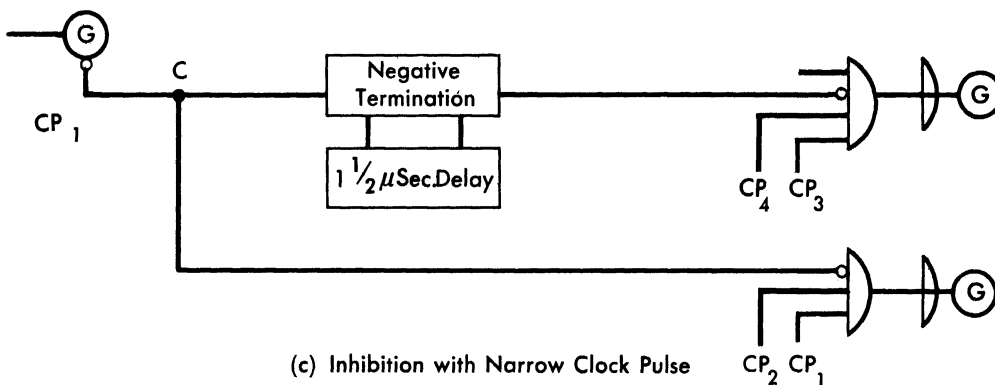 G
C
CP1
Negative
Termination
1 1/2 μSec.Delay
CP4
CP3
G
CP2
CP1
G
(c) Inhibition with Narrow Clock Pulse